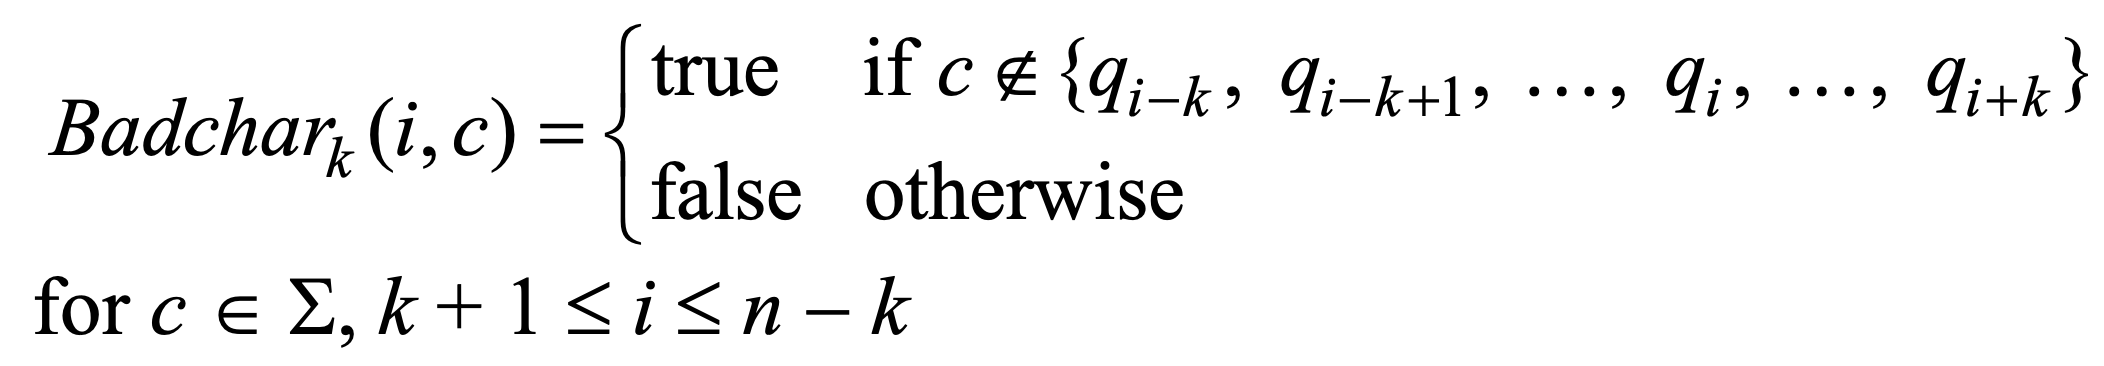 Badchar_k(i, c) = { true if c ∉ {q_{i−k}, q_{i−k+1}, …, q_i, …, q_{i+k}}
false otherwise
for c ∈ Σ, k + 1 ≤ i ≤ n − k